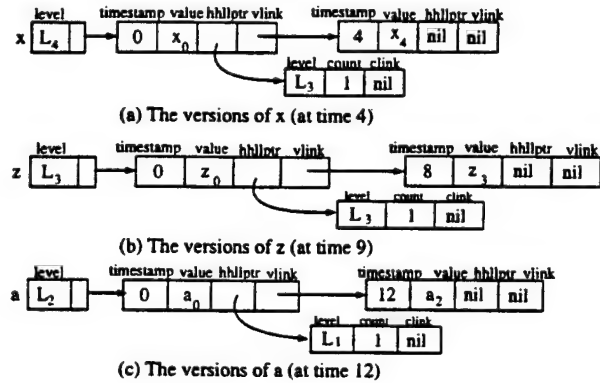 level timestamp value hhllptr vlink timestamp value hhllptr vlink
x L4 0 x0 4 x4 nil nil
level count clink
L3 1 nil
(a) The versions of x (at time 4)
level timestamp value hhllptr vlink timestamp value hhllptr vlink
z L3 0 z0 8 z3 nil nil
level count clink
L3 1 nil
(b) The versions of z (at time 9)
level timestamp value hhllptr vlink timestamp value hhllptr vlink
a L2 0 a0 12 a2 nil nil
level count clink
L1 1 nil
(c) The versions of a (at time 12)